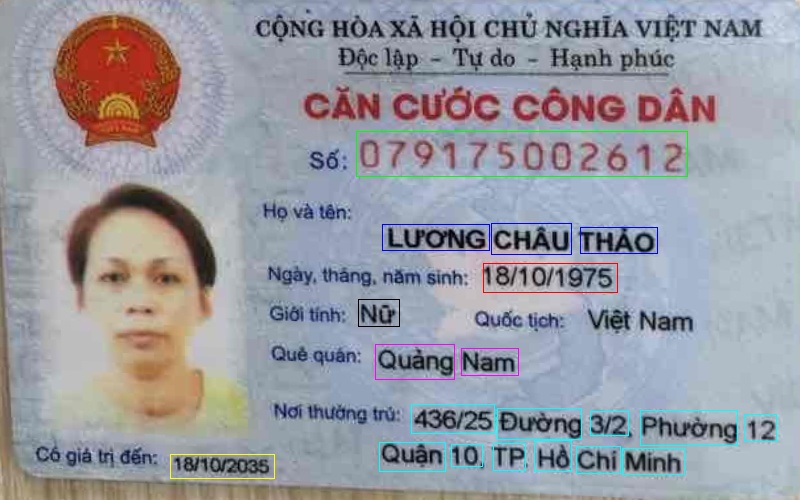 CỘNG HÒA XÃ HỘI CHỦ NGHĨA VIỆT NAM
Độc lập - Tự do - Hạnh phúc
CĂN CƯỚC CÔNG DÂN
Số: 079175002612
Họ và tên:
LƯƠNG CHÂU THẢO
Ngày, tháng, năm sinh: 18/10/1975
Giới tính: Nữ Quốc tịch: Việt Nam
Quê quán: Quảng Nam
Nơi thường trú: 436/25 Đường 3/2, Phường 12
Quận 10, TP. Hồ Chí Minh
Có giá trị đến: 18/10/2035